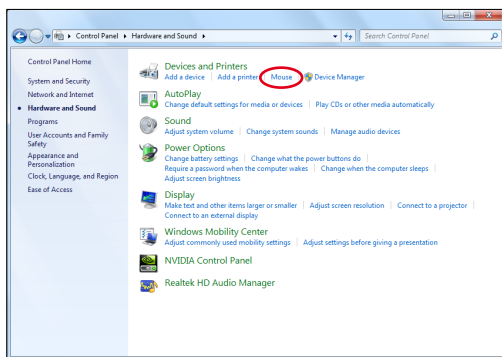 Control Panel ▸ Hardware and Sound ▸
Search Control Panel
Control Panel Home
System and Security
Network and Internet
Hardware and Sound
Programs
User Accounts and Family
Safety
Appearance and
Personalization
Clock, Language, and Region
Ease of Access
Devices and Printers
Add a device | Add a printer | Mouse | Device Manager
AutoPlay
Change default settings for media or devices | Play CDs or other media automatically
Sound
Adjust system volume | Change system sounds | Manage audio devices
Power Options
Change battery settings | Change what the power buttons do |
Require a password when the computer wakes | Change when the computer sleeps |
Adjust screen brightness
Display
Make text and other items larger or smaller | Adjust screen resolution | Connect to a projector |
Connect to an external display
Windows Mobility Center
Adjust commonly used mobility settings | Adjust settings before giving a presentation
NVIDIA Control Panel
Realtek HD Audio Manager